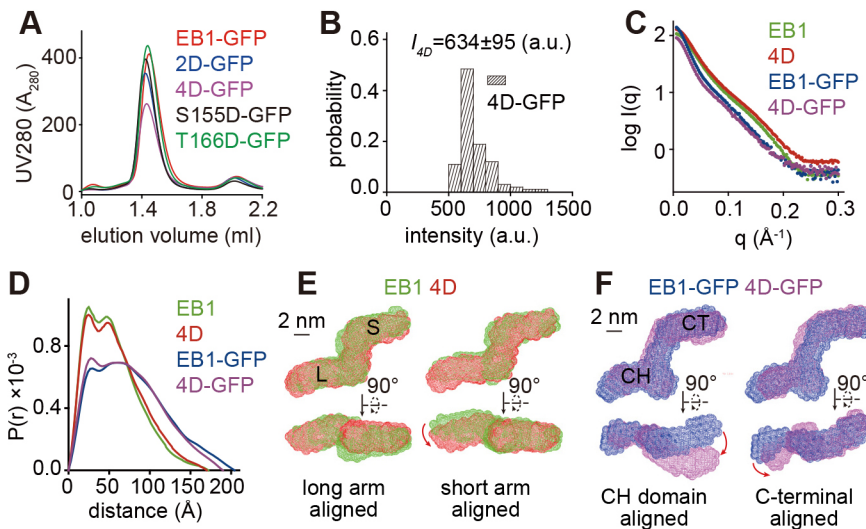 A
EB1-GFP
2D-GFP
4D-GFP
S155D-GFP
T166D-GFP
UV280 (A280)
400
200
0
1.0 1.4 1.8 2.2
elution volume (ml)
B
I4D=634±95 (a.u.)
4D-GFP
probability
0.6
0.4
0.2
0.0
0 500 1000 1500
intensity (a.u.)
C
EB1
4D
EB1-GFP
4D-GFP
log I(q)
2
1
0
0.0 0.1 0.2 0.3
q (Å-1)
D
EB1
4D
EB1-GFP
4D-GFP
P(r) ×10-3
0.8
0.4
0.0
0 50 100 150 200
distance (Å)
E
EB1 4D
2 nm
S
L
90°
90°
long arm
aligned
short arm
aligned
F
EB1-GFP 4D-GFP
2 nm
CT
CH
90°
90°
CH domain
aligned
C-terminal
aligned